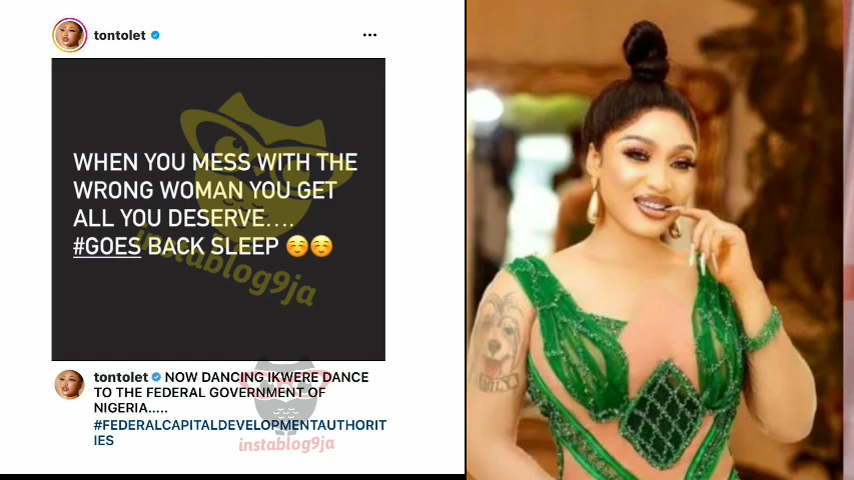 tontolet
WHEN YOU MESS WITH THE
WRONG WOMAN YOU GET
ALL YOU DESERVE....
#GOES BACK SLEEP ☺️☺️
instablog9ja
tontolet NOW DANCING IKWERE DANCE
TO THE FEDERAL GOVERNMENT OF
NIGERIA.....
#FEDERALCAPITALDEVELOPMENTAUTHORIT
IES
instablog9ja